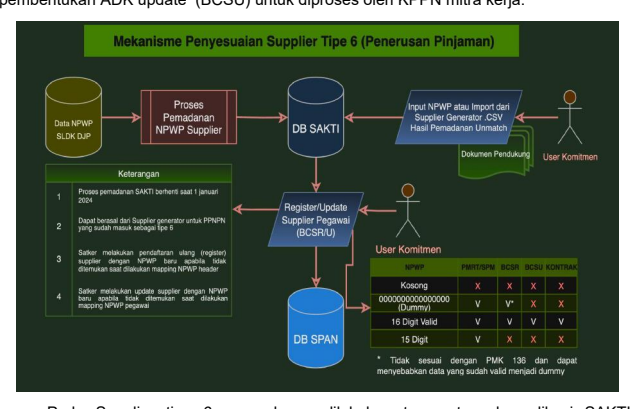 pembentukan ADK update (BCSU) untuk diproses oleh KPPN mitra kerja.
Mekanisme Penyesuaian Supplier Tipe 6 (Penerusan Pinjaman)
Data NPWP
SLDK DJP
Proses
Pemadanan
NPWP Supplier
DB SAKTI
Input NPWP atau Import dari
Supplier Generator .CSV
Hasil Pemadanan Unmatch
Dokumen Pendukung
User Komitmen
Keterangan
1 Proses pemadanan SAKTI berhenti saat 1 januari
2024
2 Dapat berasal dari Supplier generator untuk PPNPN
yang sudah masuk sebagai tipe 6
3 Satker melakukan pendaftaran ulang (register)
supplier dengan NPWP baru apabila tidak
ditemukan saat dilakukan mapping NPWP header
4 Satker melakukan update supplier dengan NPWP
baru apabila tidak ditemukan saat dilakukan
mapping NPWP pegawai
Register/Update
Supplier Pegawai
(BCSR/U)
User Komitmen
DB SPAN
NPWP PMRT/SPM BCSR BCSU KONTRAK
Kosong X X X X
0000000000000000
(Dummy) V V* X X
16 Digit Valid V V V V
15 Digit V X X X
* Tidak sesuai dengan PMK 136 dan dapat
menyebabkan data yang sudah valid menjadi dummy